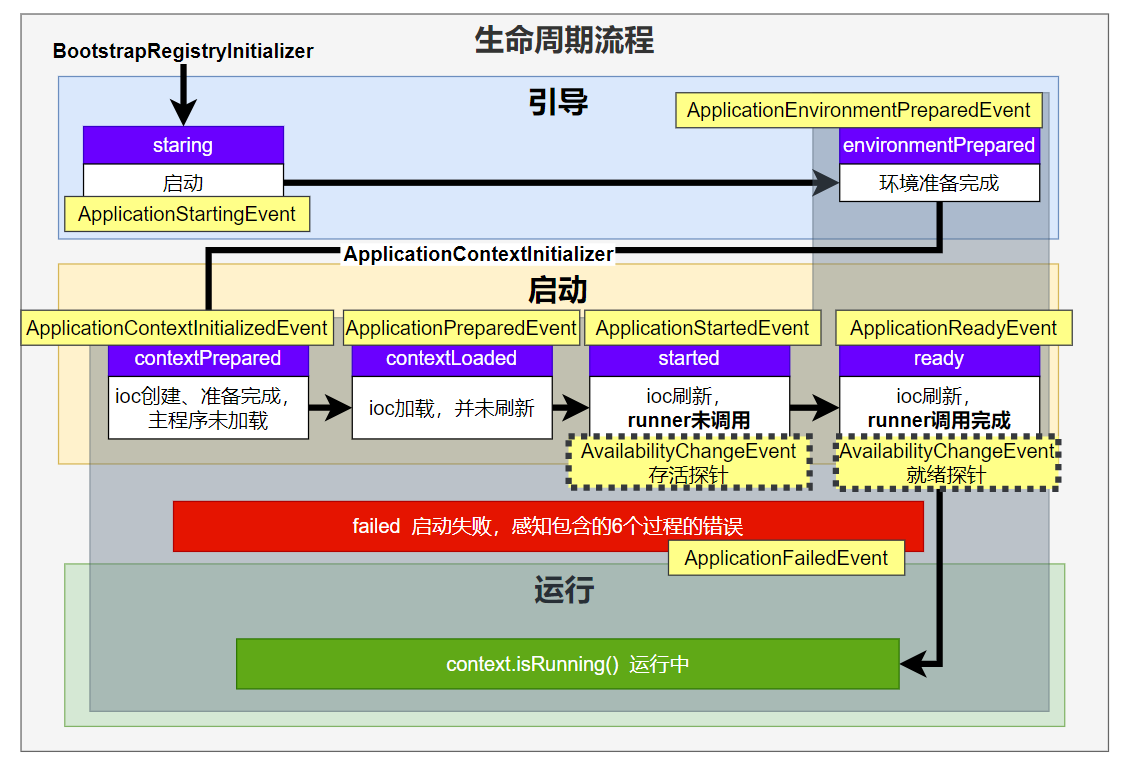 生命周期流程
BootstrapRegistryInitializer
引导
ApplicationEnvironmentPreparedEvent
staring
environmentPrepared
启动
环境准备完成
ApplicationStartingEvent
ApplicationContextInitializer
启动
ApplicationContextInitializedEvent
ApplicationPreparedEvent
ApplicationStartedEvent
ApplicationReadyEvent
contextPrepared
contextLoaded
started
ready
ioc创建、准备完成，
主程序未加载
ioc加载，并未刷新
ioc刷新，
runner未调用
ioc刷新，
runner调用完成
AvailabilityChangeEvent
存活探针
AvailabilityChangeEvent
就绪探针
failed 启动失败，感知包含的6个过程的错误
ApplicationFailedEvent
运行
context.isRunning() 运行中